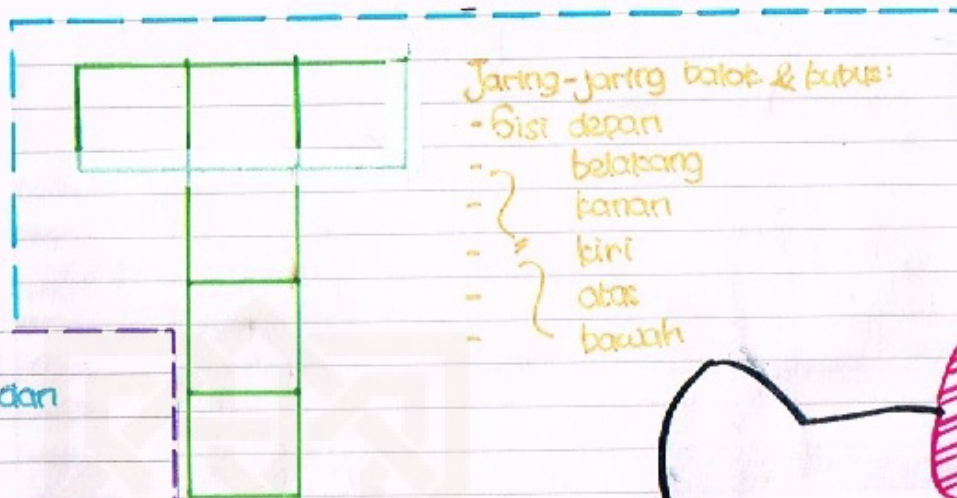 Jaring-jaring balok & kubus:
- Sisi depan
- belakang
- kanan
- " kiri
- atas
- bawah
dan